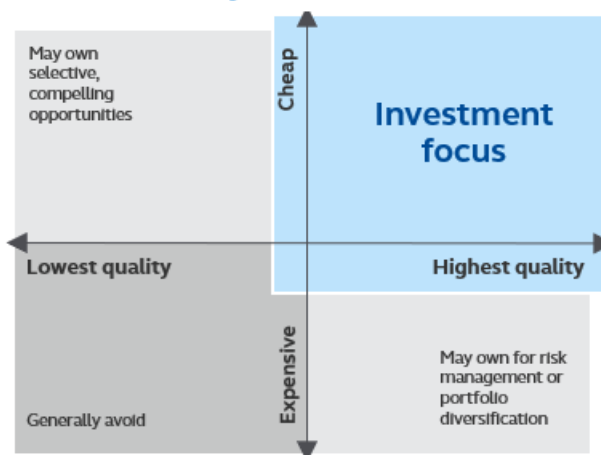 May own
selective,
compelling
opportunities
Cheap
Investment
focus
Lowest quality
Highest quality
Expensive
Generally avoid
May own for risk
management or
portfolio
diversification